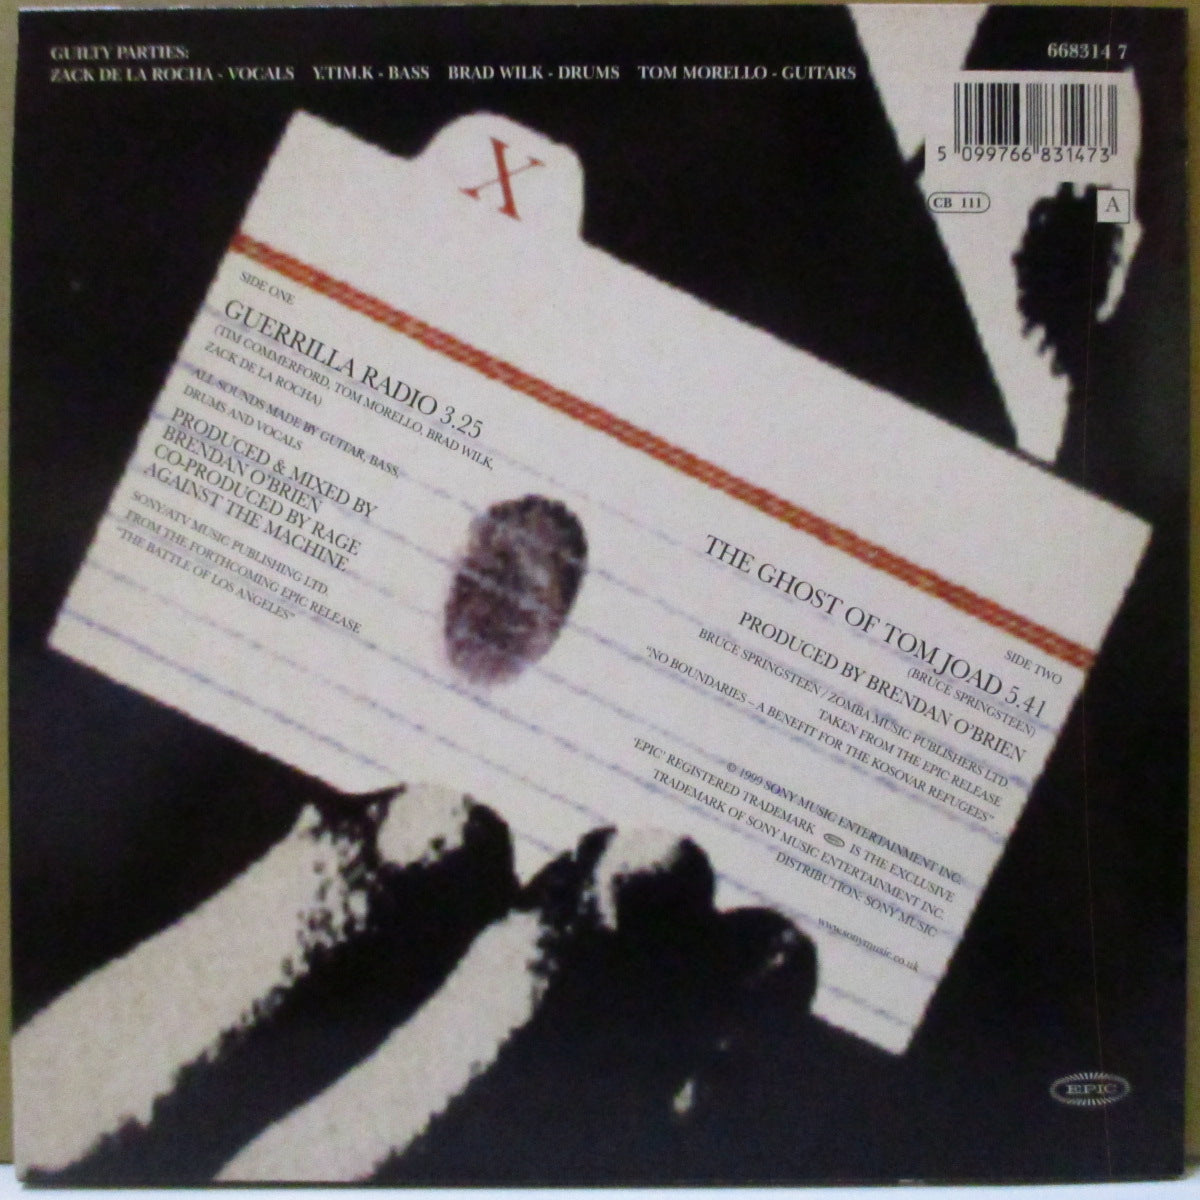 GUILTY PARTIES:
ZACK DE LA ROCHA - VOCALS Y.TIM.K - BASS BRAD WILK - DRUMS TOM MORELLO - GUITARS
668314 7
5 099766 831473
CB 111
A
X
SIDE ONE
GUERRILLA RADIO 3.25
(TIM COMMERFORD, TOM MORELLO, BRAD WILK,
ZACK DE LA ROCHA)
ALL SOUNDS MADE BY GUITAR, BASS,
DRUMS AND VOCALS
PRODUCED & MIXED BY
BRENDAN O'BRIEN
CO-PRODUCED BY RAGE
AGAINST THE MACHINE
SONY/ATV MUSIC PUBLISHING LTD.
FROM THE FORTHCOMING EPIC RELEASE
"THE BATTLE OF LOS ANGELES"
SIDE TWO
THE GHOST OF TOM JOAD 5.41
(BRUCE SPRINGSTEEN)
PRODUCED BY BRENDAN O'BRIEN
BRUCE SPRINGSTEEN / ZOMBA MUSIC PUBLISHERS LTD
TAKEN FROM THE EPIC RELEASE
"NO BOUNDARIES – A BENEFIT FOR THE KOSOVAR REFUGEES"
© 1999 SONY MUSIC ENTERTAINMENT INC.
'EPIC' REGISTERED TRADEMARK EPIC IS THE EXCLUSIVE
TRADEMARK OF SONY MUSIC ENTERTAINMENT INC.
DISTRIBUTION: SONY MUSIC
www.sonymusic.co.uk
EPIC